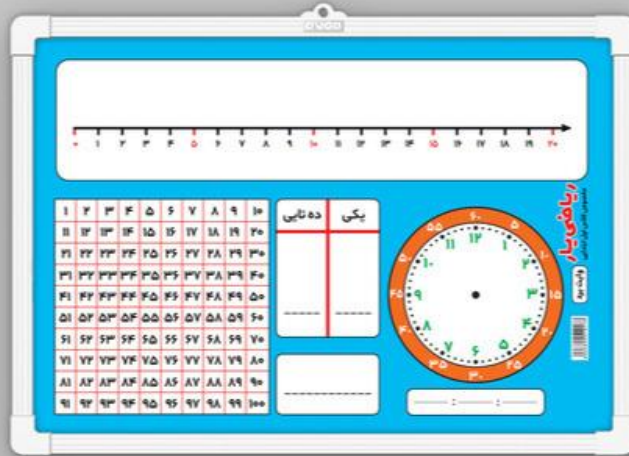 ۰ ۱ ۲ ۳ ۴ ۵ ۶ ۷ ۸ ۹ ۱۰ ۱۱ ۱۲ ۱۳ ۱۴ ۱۵ ۱۶ ۱۷ ۱۸ ۱۹ ۲۰
ریاضی یار
وایت برد
یکی ده تایی
۱ ۲ ۳ ۴ ۵ ۶ ۷ ۸ ۹ ۱۰
۱۱ ۱۲ ۱۳ ۱۴ ۱۵ ۱۶ ۱۷ ۱۸ ۱۹ ۲۰
۲۱ ۲۲ ۲۳ ۲۴ ۲۵ ۲۶ ۲۷ ۲۸ ۲۹ ۳۰
۳۱ ۳۲ ۳۳ ۳۴ ۳۵ ۳۶ ۳۷ ۳۸ ۳۹ ۴۰
۴۱ ۴۲ ۴۳ ۴۴ ۴۵ ۴۶ ۴۷ ۴۸ ۴۹ ۵۰
۵۱ ۵۲ ۵۳ ۵۴ ۵۵ ۵۶ ۵۷ ۵۸ ۵۹ ۶۰
۶۱ ۶۲ ۶۳ ۶۴ ۶۵ ۶۶ ۶۷ ۶۸ ۶۹ ۷۰
۷۱ ۷۲ ۷۳ ۷۴ ۷۵ ۷۶ ۷۷ ۷۸ ۷۹ ۸۰
۸۱ ۸۲ ۸۳ ۸۴ ۸۵ ۸۶ ۸۷ ۸۸ ۸۹ ۹۰
۹۱ ۹۲ ۹۳ ۹۴ ۹۵ ۹۶ ۹۷ ۹۸ ۹۹ ۱۰۰
۶۰ ۵ ۱۰ ۱۵ ۲۰ ۲۵ ۳۰ ۳۵ ۴۰ ۴۵ ۵۰ ۵۵
۱۲ ۱ ۲ ۳ ۴ ۵ ۶ ۷ ۸ ۹ ۱۰ ۱۱
: :